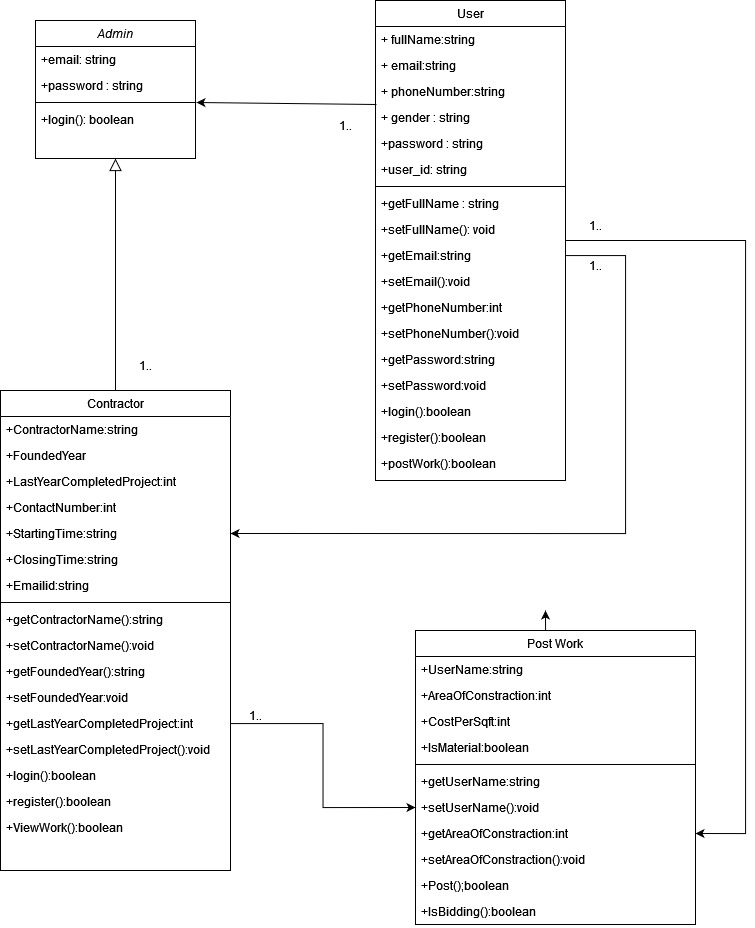 Admin
+email: string
+password : string
+login(): boolean
User
+ fullName:string
+ email:string
+ phoneNumber:string
+ gender : string
+password : string
+user_id: string
+getFullName : string
+setFullName(): void
+getEmail:string
+setEmail():void
+getPhoneNumber:int
+setPhoneNumber():void
+getPassword:string
+setPassword:void
+login():boolean
+register():boolean
+postWork():boolean
1..
1..
1..
1..
Contractor
+ContractorName:string
+FoundedYear
+LastYearCompletedProject:int
+ContactNumber:int
+StartingTime:string
+ClosingTime:string
+Emailid:string
+getContractorName():string
+setContractorName():void
+getFoundedYear():string
+setFoundedYear:void
+getLastYearCompletedProject:int
+setLastYearCompletedProject():void
+login():boolean
+register():boolean
+ViewWork():boolean
1..
Post Work
+UserName:string
+AreaOfConstraction:int
+CostPerSqft:int
+IsMaterial:boolean
+getUserName:string
+setUserName():void
+getAreaOfConstraction:int
+setAreaOfConstraction():void
+Post();boolean
+IsBidding():boolean